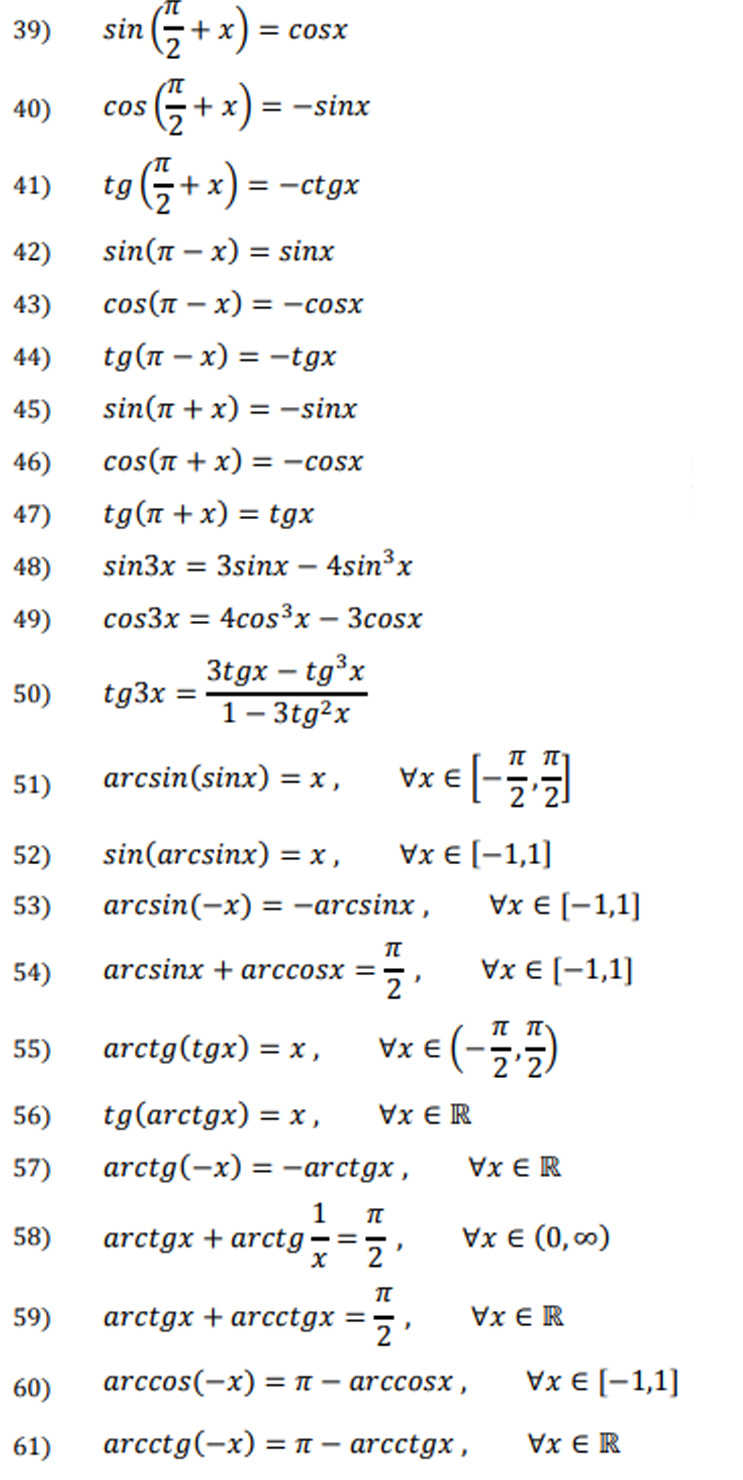 39) sin(π/2 + x) = cosx
40) cos(π/2 + x) = −sinx
41) tg(π/2 + x) = −ctgx
42) sin(π − x) = sinx
43) cos(π − x) = −cosx
44) tg(π − x) = −tgx
45) sin(π + x) = −sinx
46) cos(π + x) = −cosx
47) tg(π + x) = tgx
48) sin3x = 3sinx − 4sin³x
49) cos3x = 4cos³x − 3cosx
50) tg3x = (3tgx − tg³x)/(1 − 3tg²x)
51) arcsin(sinx) = x , ∀x ∈ [−π/2, π/2]
52) sin(arcsinx) = x , ∀x ∈ [−1,1]
53) arcsin(−x) = −arcsinx , ∀x ∈ [−1,1]
54) arcsinx + arccosx = π/2 , ∀x ∈ [−1,1]
55) arctg(tgx) = x , ∀x ∈ (−π/2, π/2)
56) tg(arctgx) = x , ∀x ∈ ℝ
57) arctg(−x) = −arctgx , ∀x ∈ ℝ
58) arctgx + arctg 1/x = π/2 , ∀x ∈ (0,∞)
59) arctgx + arcctgx = π/2 , ∀x ∈ ℝ
60) arccos(−x) = π − arccosx , ∀x ∈ [−1,1]
61) arcctg(−x) = π − arcctgx , ∀x ∈ ℝ